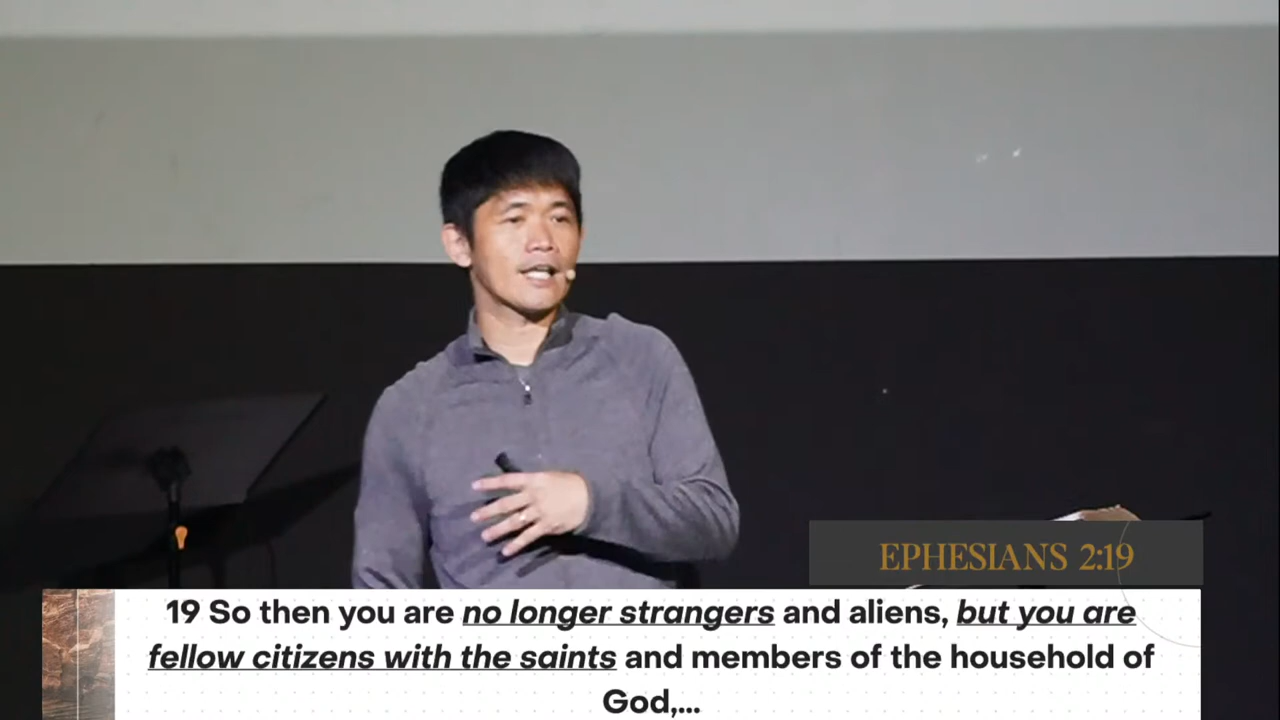 EPHESIANS 2:19
19 So then you are no longer strangers and aliens, but you are
fellow citizens with the saints and members of the household of
God,...